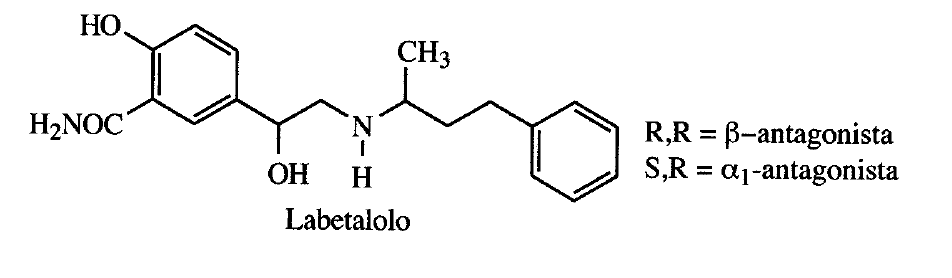 HO
CH₃
H₂NOC
N
R,R = β–antagonista
OH
H
S,R = α₁-antagonista
Labetalolo